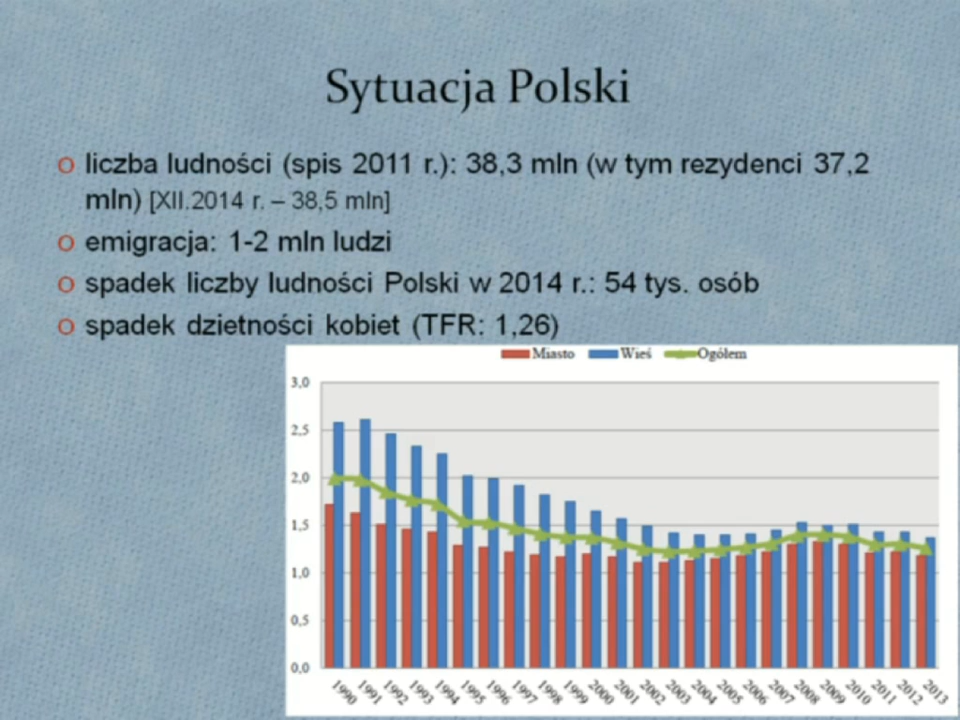 Sytuacja Polski
O liczba ludności (spis 2011 r.): 38,3 mln (w tym rezydenci 37,2
mln) [XII.2014 r. – 38,5 mln]
O emigracja: 1-2 mln ludzi
O spadek liczby ludności Polski w 2014 r.: 54 tys. osób
O spadek dzietności kobiet (TFR: 1,26)
Miasto Wieś Ogółem
3,0
2,5
2,0
1,5
1,0
0,5
0,0
1990 1991 1992 1993 1994 1995 1996 1997 1998 1999 2000 2001 2002 2003 2004 2005 2006 2007 2008 2009 2010 2011 2012 2013